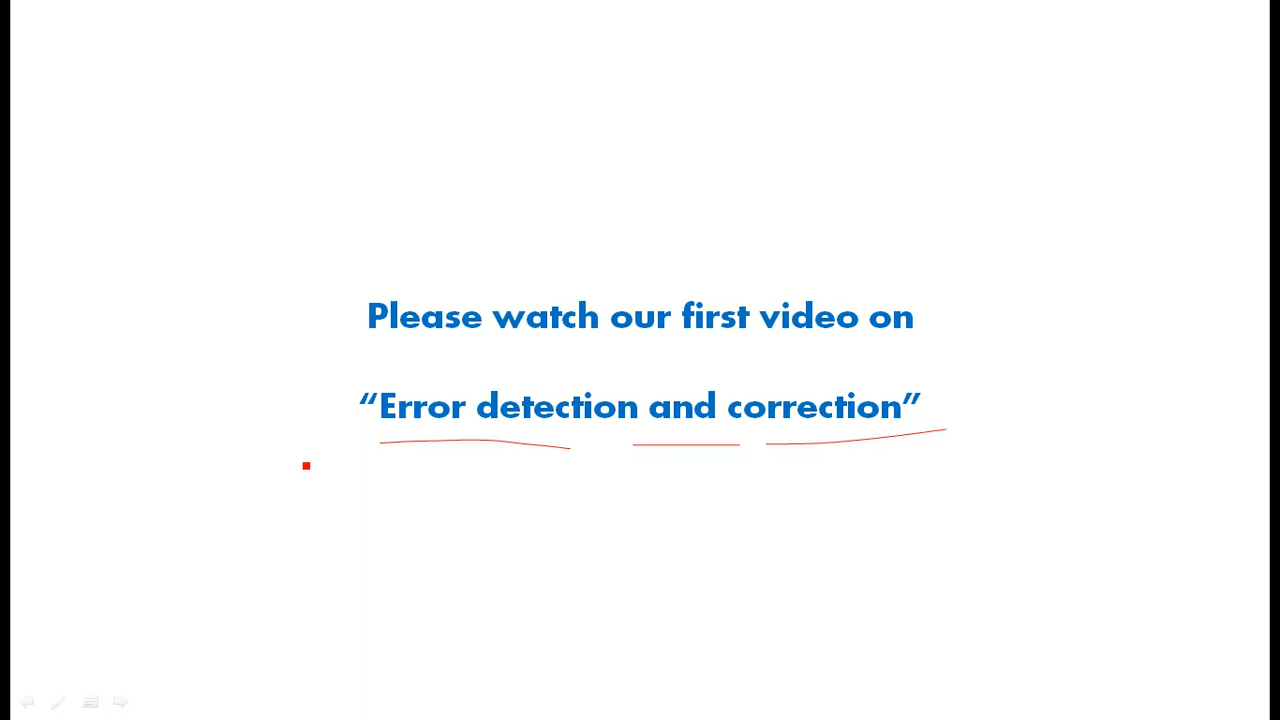 Please watch our first video on
“Error detection and correction”